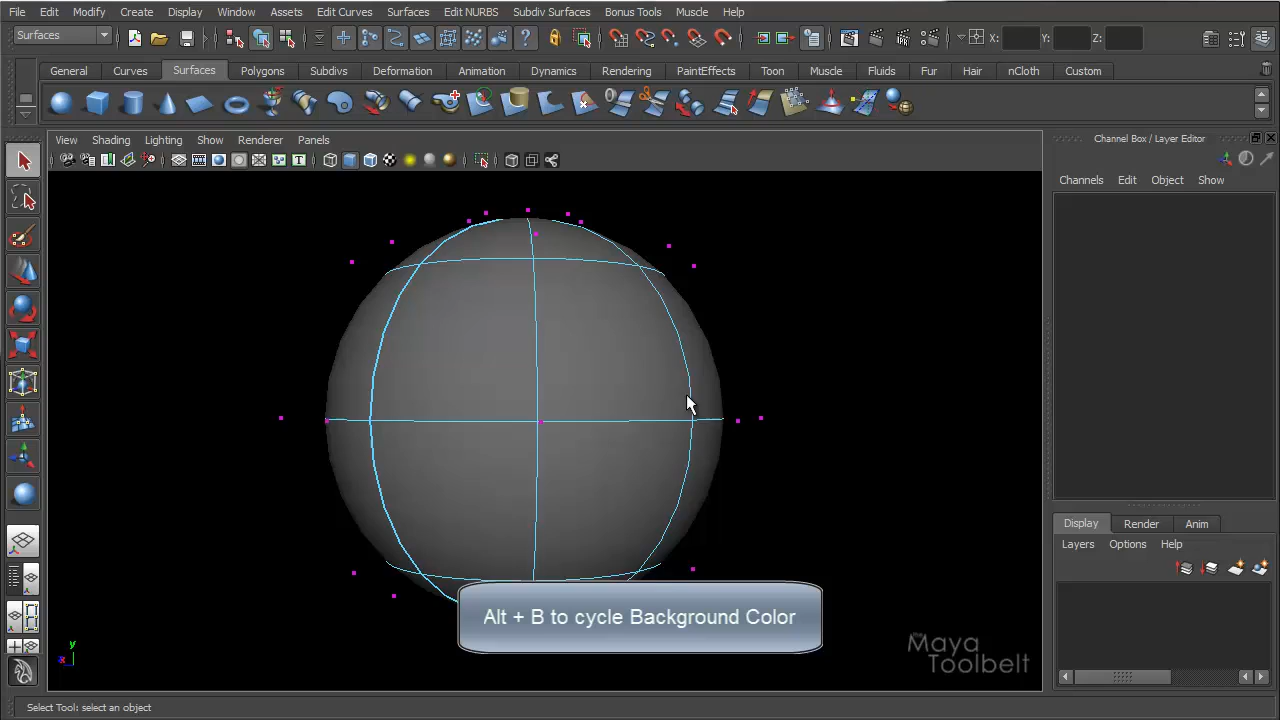 File Edit Modify Create Display Window Assets Edit Curves Surfaces Edit NURBS Subdiv Surfaces Bonus Tools Muscle Help
Surfaces X: Y: Z:
General Curves Surfaces Polygons Subdivs Deformation Animation Dynamics Rendering PaintEffects Toon Muscle Fluids Fur Hair nCloth Custom
View Shading Lighting Show Renderer Panels
Channel Box / Layer Editor
Channels Edit Object Show
Display Render Anim
Layers Options Help
Alt + B to cycle Background Color
y
x
the Maya
Toolbelt
Select Tool: select an object